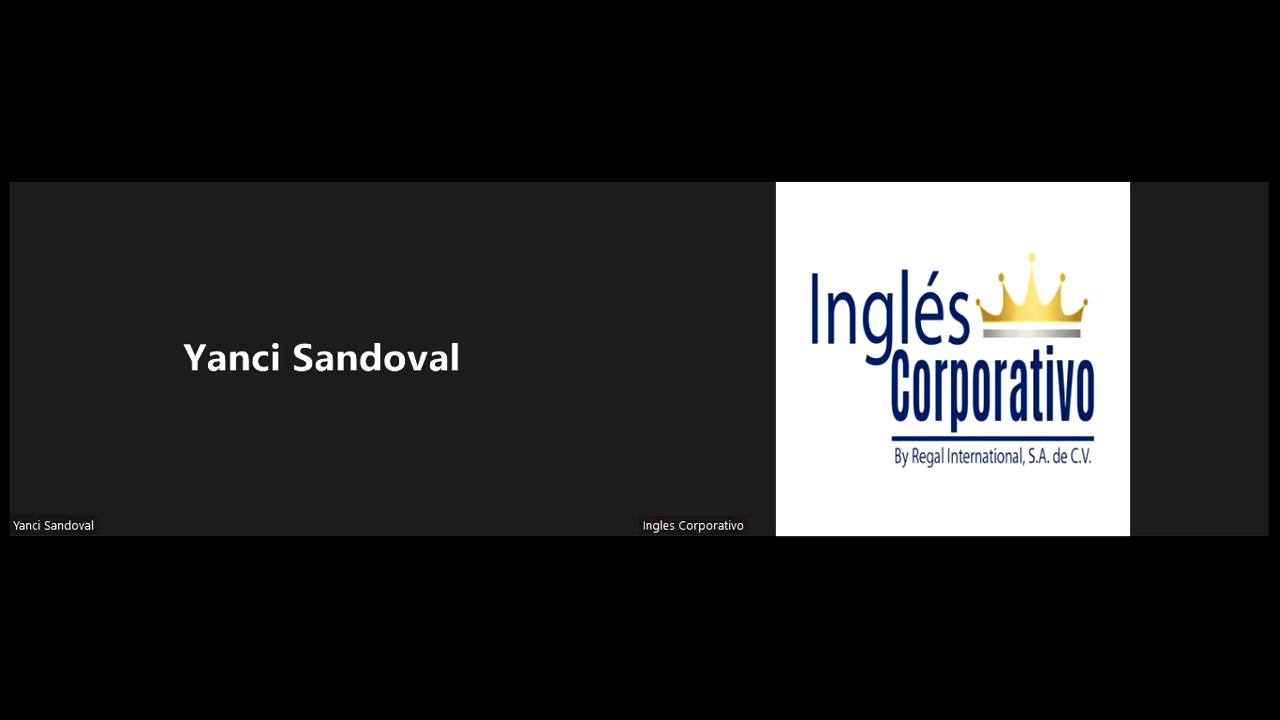 Yanci Sandoval
Yanci Sandoval
Inglés
Corporativo
By Regal International, S.A. de C.V.
Ingles Corporativo